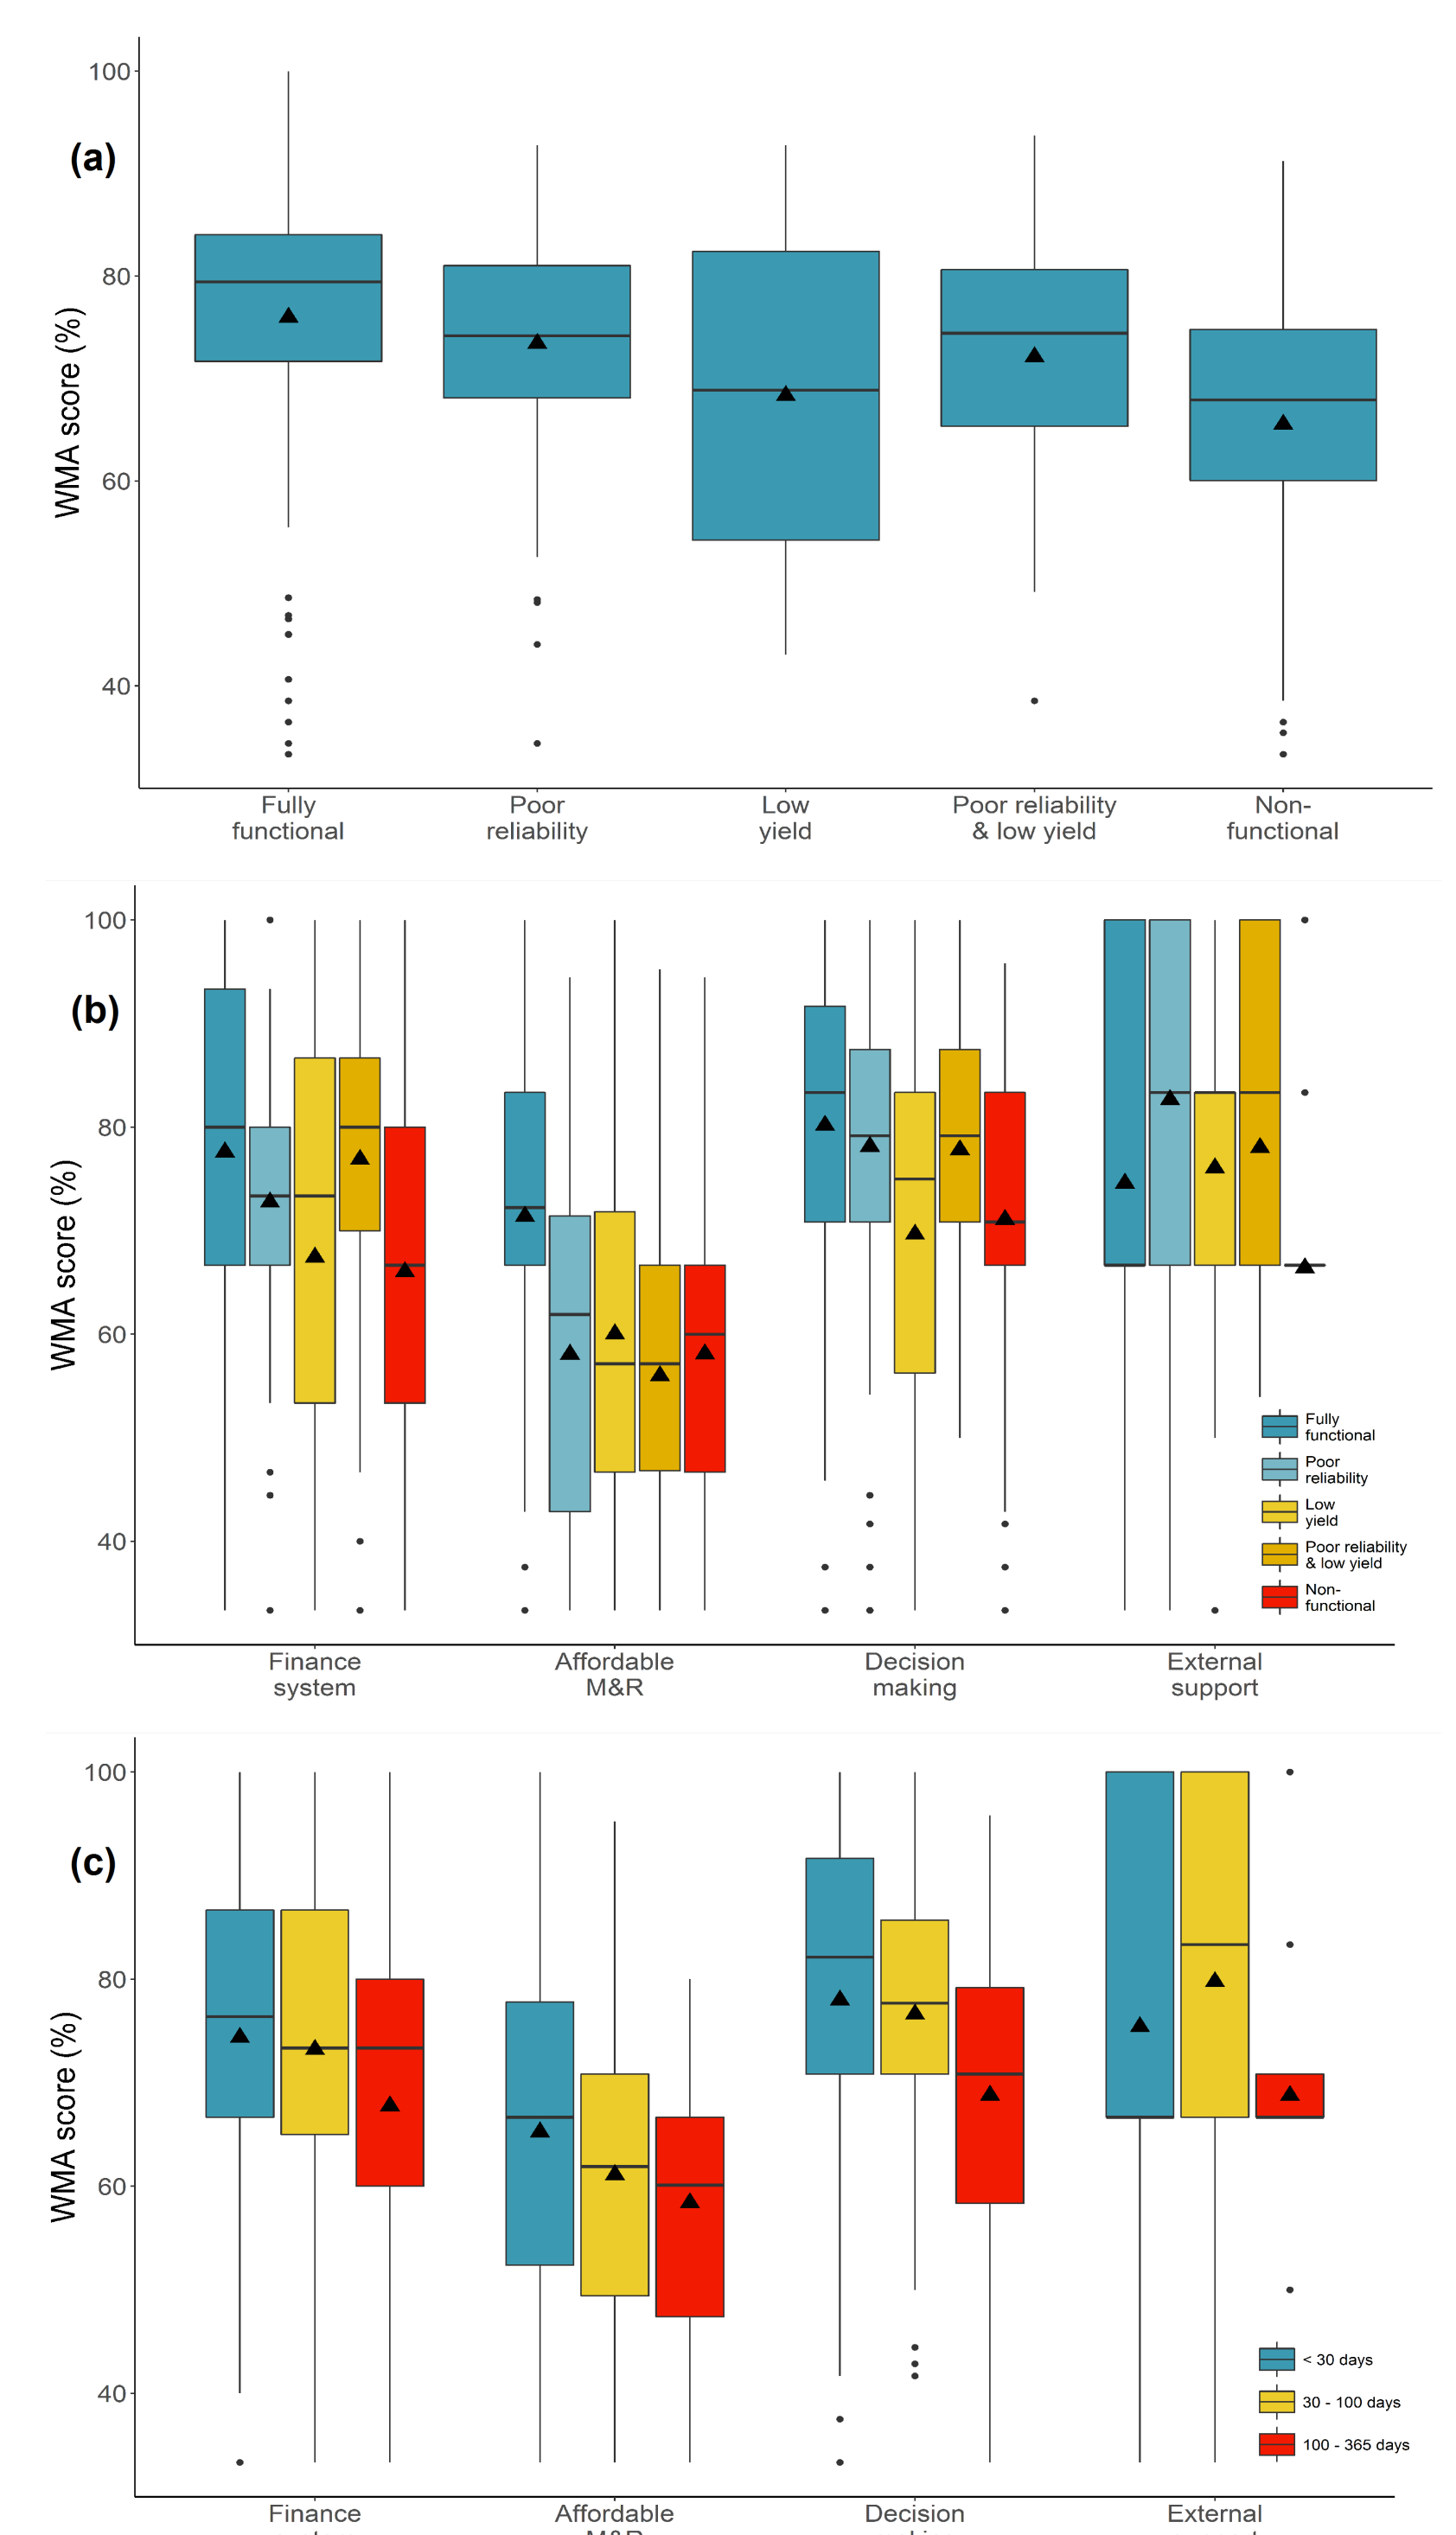 100
(a)
80
WMA score (%)
60
40
Fully
functional
Poor
reliability
Low
yield
Poor reliability
& low yield
Non-
functional
100
(b)
80
WMA score (%)
60
40
Fully
functional
Poor
reliability
Low
yield
Poor reliability
& low yield
Non-
functional
Finance
system
Affordable
M&R
Decision
making
External
support
100
(c)
80
WMA score (%)
60
40
< 30 days
30 - 100 days
100 - 365 days
Finance
Affordable
Decision
External